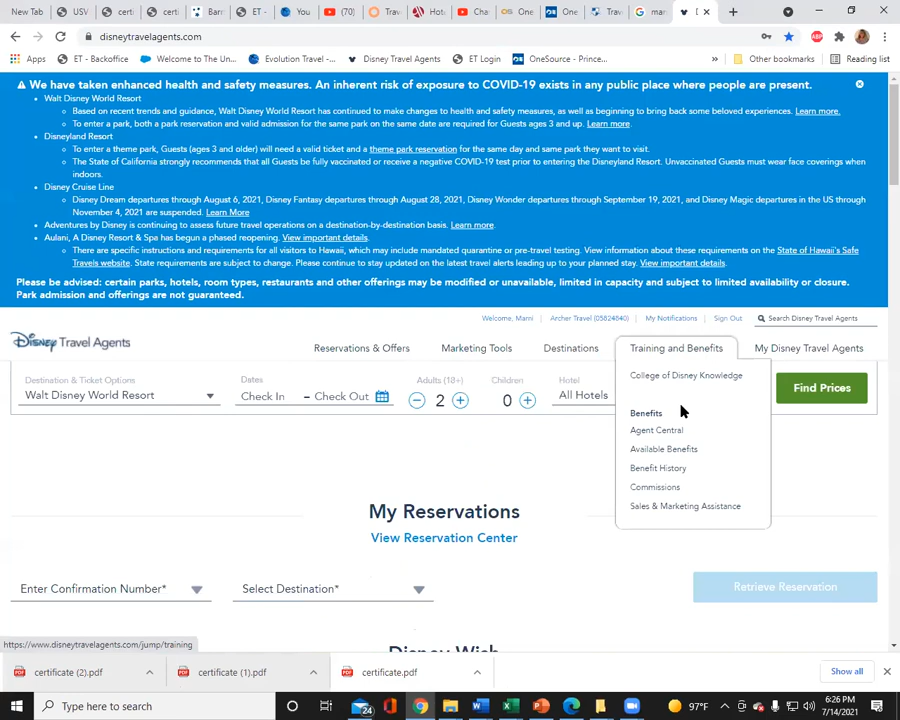 New Tab
USV
certi
certi
Barr
ET -
You
(70)
Trav
Hot
Cha
One
One
Trav
mar
disneytravelagents.com
Apps
ET - Backoffice
Welcome to The Un...
Evolution Travel -...
Disney Travel Agents
ET Login
OneSource - Prince...
»
Other bookmarks
Reading list
We have taken enhanced health and safety measures. An inherent risk of exposure to COVID-19 exists in any public place where people are present.
• Walt Disney World Resort
• Based on recent trends and guidance, Walt Disney World Resort has continued to make changes to health and safety measures, as well as beginning to bring back some beloved experiences. Learn more.
• To enter a park, both a park reservation and valid admission for the same park on the same date are required for Guests ages 3 and up. Learn more.
• Disneyland Resort
• To enter a theme park, Guests (ages 3 and older) will need a valid ticket and a theme park reservation for the same day and same park they want to visit.
• The State of California strongly recommends that all Guests be fully vaccinated or receive a negative COVID-19 test prior to entering the Disneyland Resort. Unvaccinated Guests must wear face coverings when
indoors.
• Disney Cruise Line
• Disney Dream departures through August 6, 2021, Disney Fantasy departures through August 28, 2021, Disney Wonder departures through September 19, 2021, and Disney Magic departures in the US through
November 4, 2021 are suspended. Learn More
• Adventures by Disney is continuing to assess future travel operations on a destination-by-destination basis. Learn more.
• Aulani, A Disney Resort & Spa has begun a phased reopening. View important details.
• There are specific instructions and requirements for all visitors to Hawaii, which may include mandated quarantine or pre-travel testing. View information about these requirements on the State of Hawaii's Safe
Travels website. State requirements are subject to change. Please continue to stay updated on the latest travel alerts leading up to your planned stay. View important details.
Please be advised: certain parks, hotels, room types, restaurants and other offerings may be modified or unavailable, limited in capacity and subject to limited availability or closure.
Park admission and offerings are not guaranteed.
Welcome, Mami | Archer Travel (05824840) | My Notifications | Sign Out
Search Disney Travel Agents
Disney Travel Agents
Reservations & Offers
Marketing Tools
Destinations
Training and Benefits
My Disney Travel Agents
College of Disney Knowledge
Benefits
Agent Central
Available Benefits
Benefit History
Commissions
Sales & Marketing Assistance
Destination & Ticket Options
Walt Disney World Resort
Dates
Check In – Check Out
Adults (18+)
2
Children
0
Hotel
All Hotels
Find Prices
My Reservations
View Reservation Center
Enter Confirmation Number*
Select Destination*
Retrieve Reservation
Disney Wish
https://www.disneytravelagents.com/jump/training
certificate (2).pdf
certificate (1).pdf
certificate.pdf
Show all
Type here to search
24
97°F
6:26 PM
7/14/2021